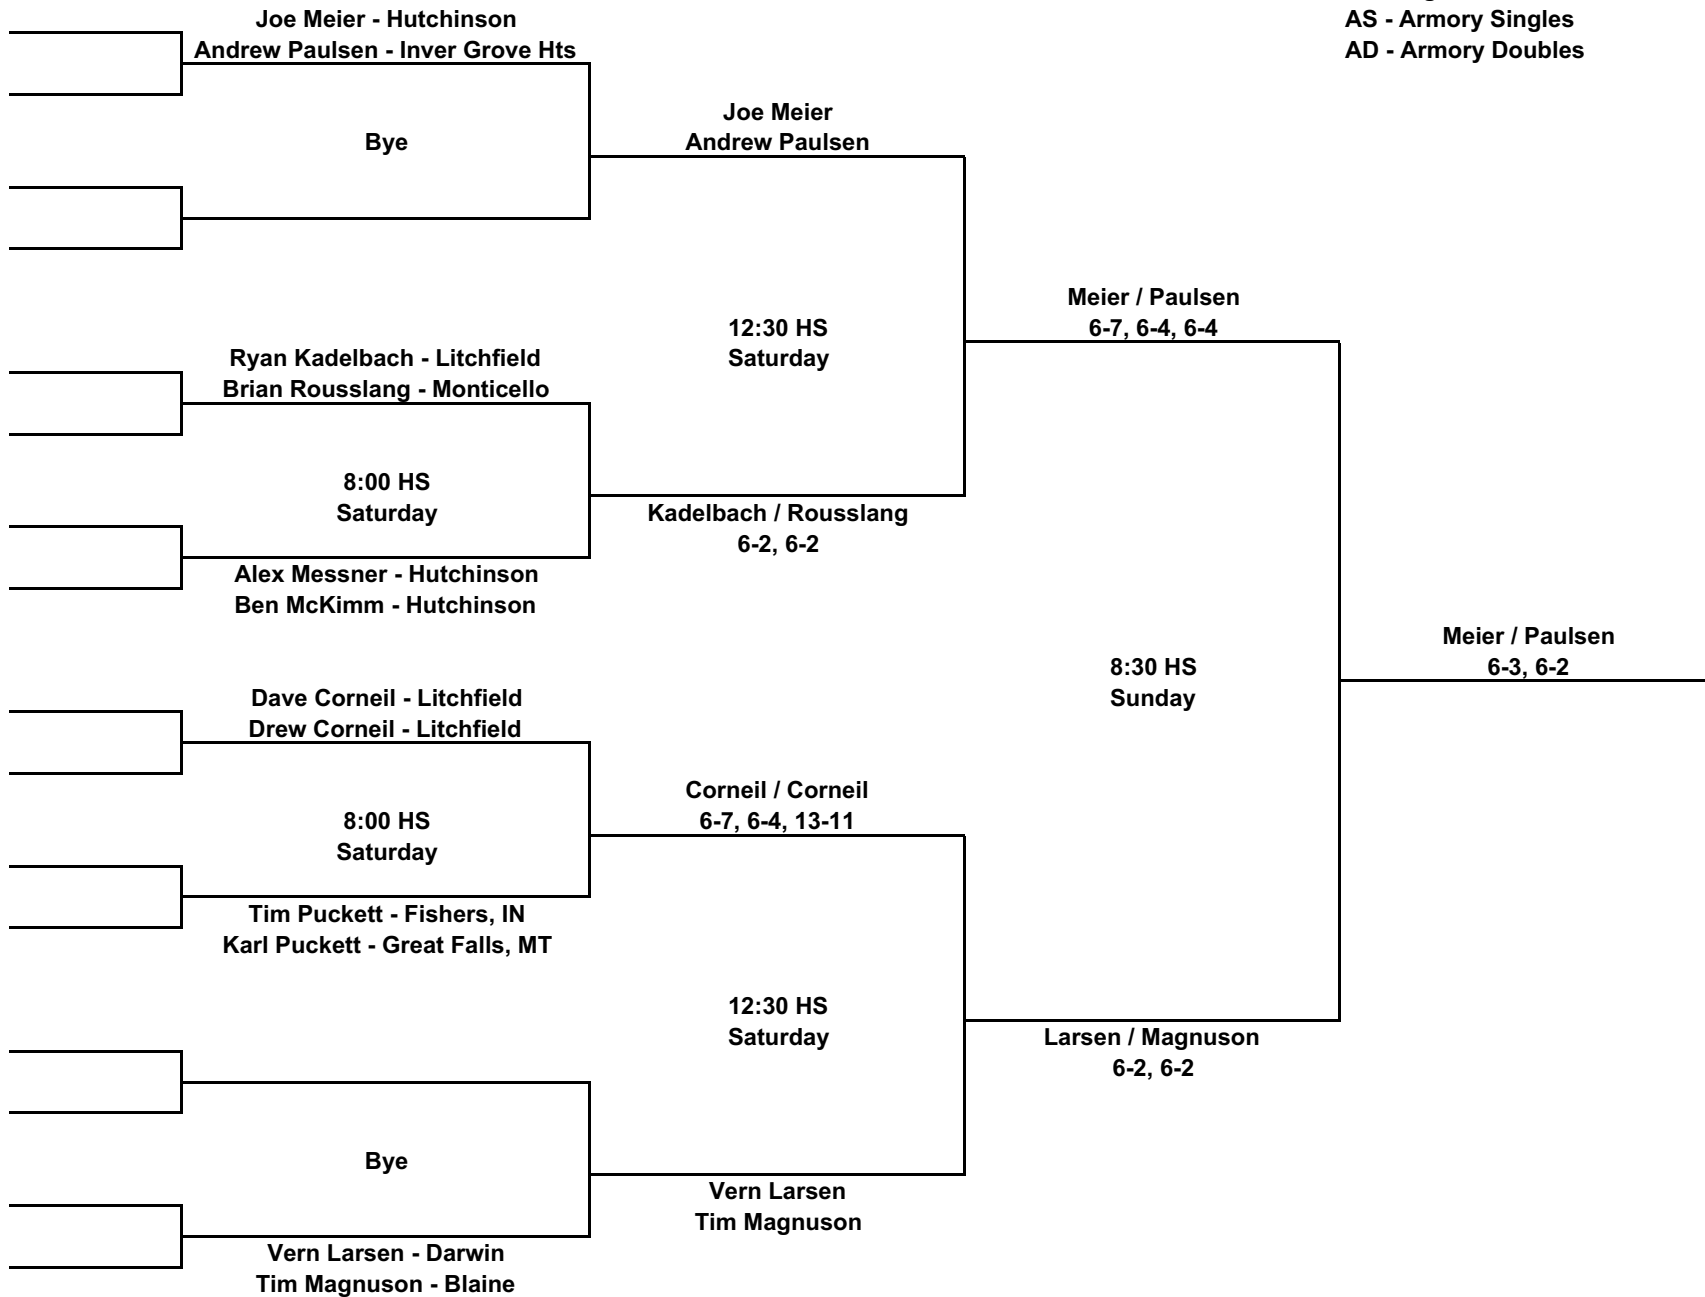 Joe Meier - Hutchinson
Andrew Paulsen - Inver Grove Hts
AS - Armory Singles
AD - Armory Doubles
Bye
Joe Meier
Andrew Paulsen
12:30 HS
Saturday
Meier / Paulsen
6-7, 6-4, 6-4
Ryan Kadelbach - Litchfield
Brian Rousslang - Monticello
8:00 HS
Saturday
Kadelbach / Rousslang
6-2, 6-2
Alex Messner - Hutchinson
Ben McKimm - Hutchinson
8:30 HS
Sunday
Meier / Paulsen
6-3, 6-2
Dave Corneil - Litchfield
Drew Corneil - Litchfield
8:00 HS
Saturday
Corneil / Corneil
6-7, 6-4, 13-11
Tim Puckett - Fishers, IN
Karl Puckett - Great Falls, MT
12:30 HS
Saturday
Larsen / Magnuson
6-2, 6-2
Bye
Vern Larsen
Tim Magnuson
Vern Larsen - Darwin
Tim Magnuson - Blaine